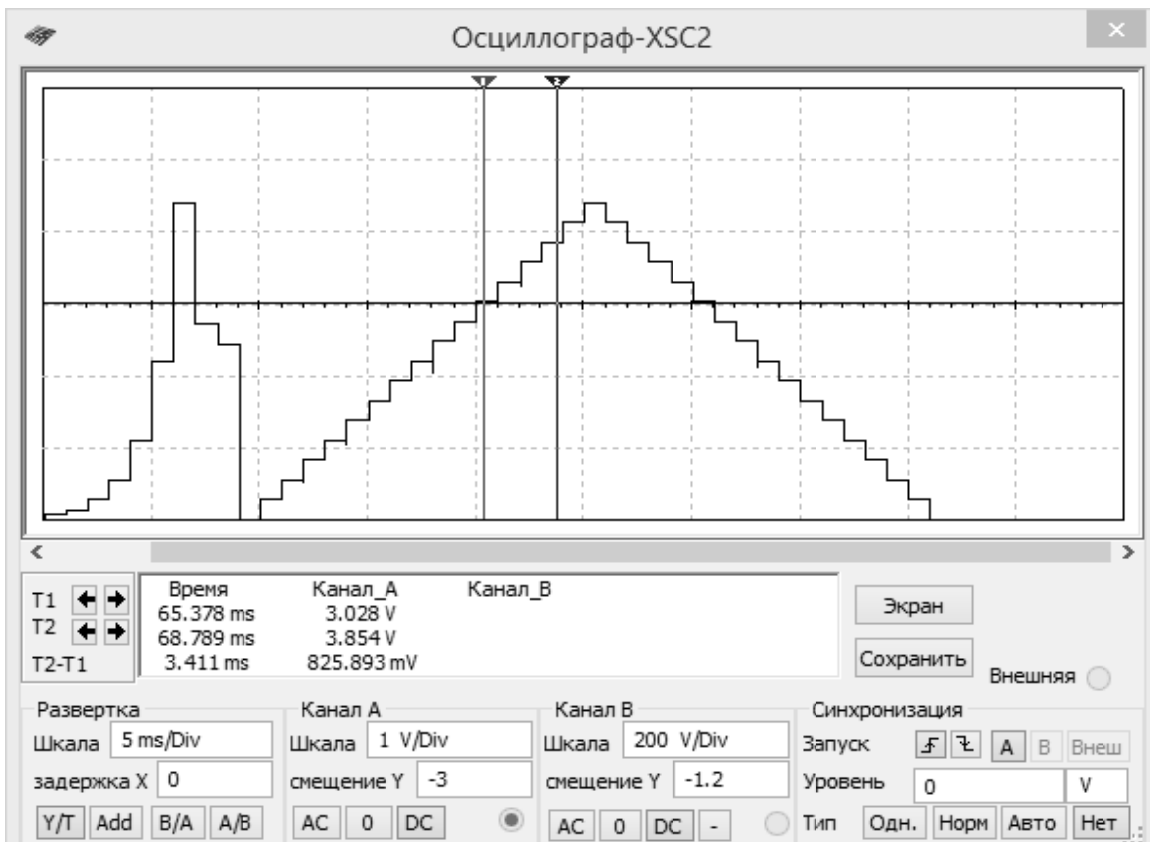 Осциллограф-XSC2
1 2
Время Канал_A Канал_B
T1 65.378 ms 3.028 V
T2 68.789 ms 3.854 V
T2-T1 3.411 ms 825.893 mV
Экран
Сохранить
Внешняя
Развертка
Шкала 5 ms/Div
задержка X 0
Y/T Add B/A A/B
Канал A
Шкала 1 V/Div
смещение Y -3
AC 0 DC
Канал B
Шкала 200 V/Div
смещение Y -1.2
AC 0 DC -
Синхронизация
Запуск A B Внеш
Уровень 0 V
Тип Одн. Норм Авто Нет